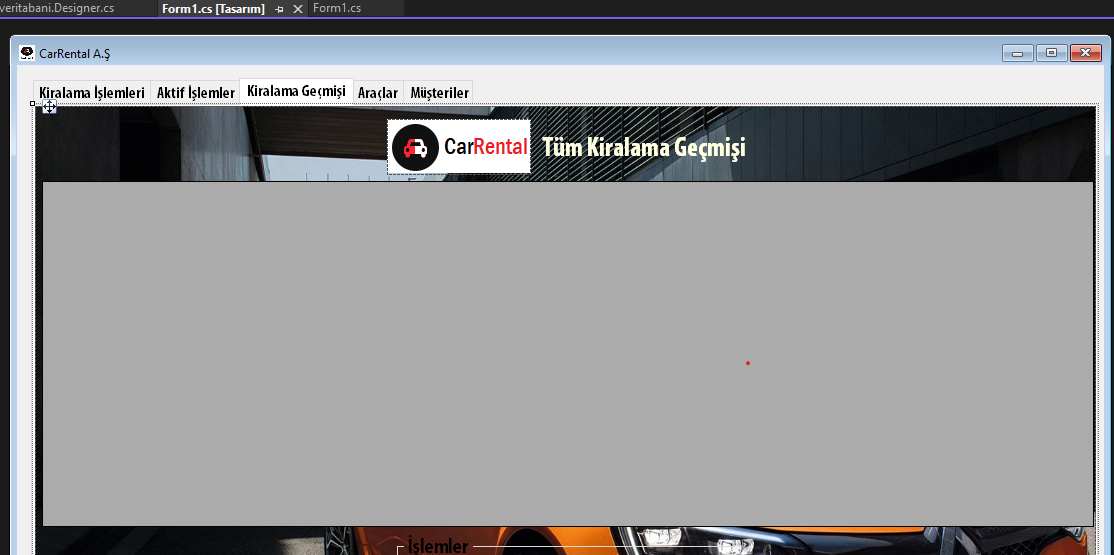 veritabani.Designer.cs Form1.cs [Tasarım] Form1.cs
CarRental A.Ş
Kiralama İşlemleri Aktif İşlemler Kiralama Geçmişi Araçlar Müşteriler
CarRental Tüm Kiralama Geçmişi
İşlemler